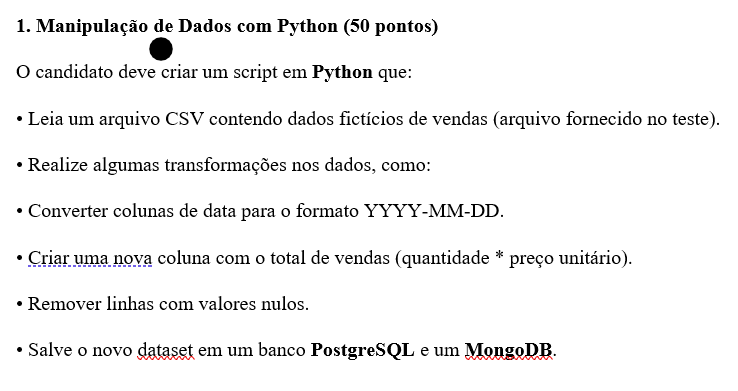 1. Manipulação de Dados com Python (50 pontos)
O candidato deve criar um script em Python que:
• Leia um arquivo CSV contendo dados fictícios de vendas (arquivo fornecido no teste).
• Realize algumas transformações nos dados, como:
• Converter colunas de data para o formato YYYY-MM-DD.
• Criar uma nova coluna com o total de vendas (quantidade * preço unitário).
• Remover linhas com valores nulos.
• Salve o novo dataset em um banco PostgreSQL e um MongoDB.